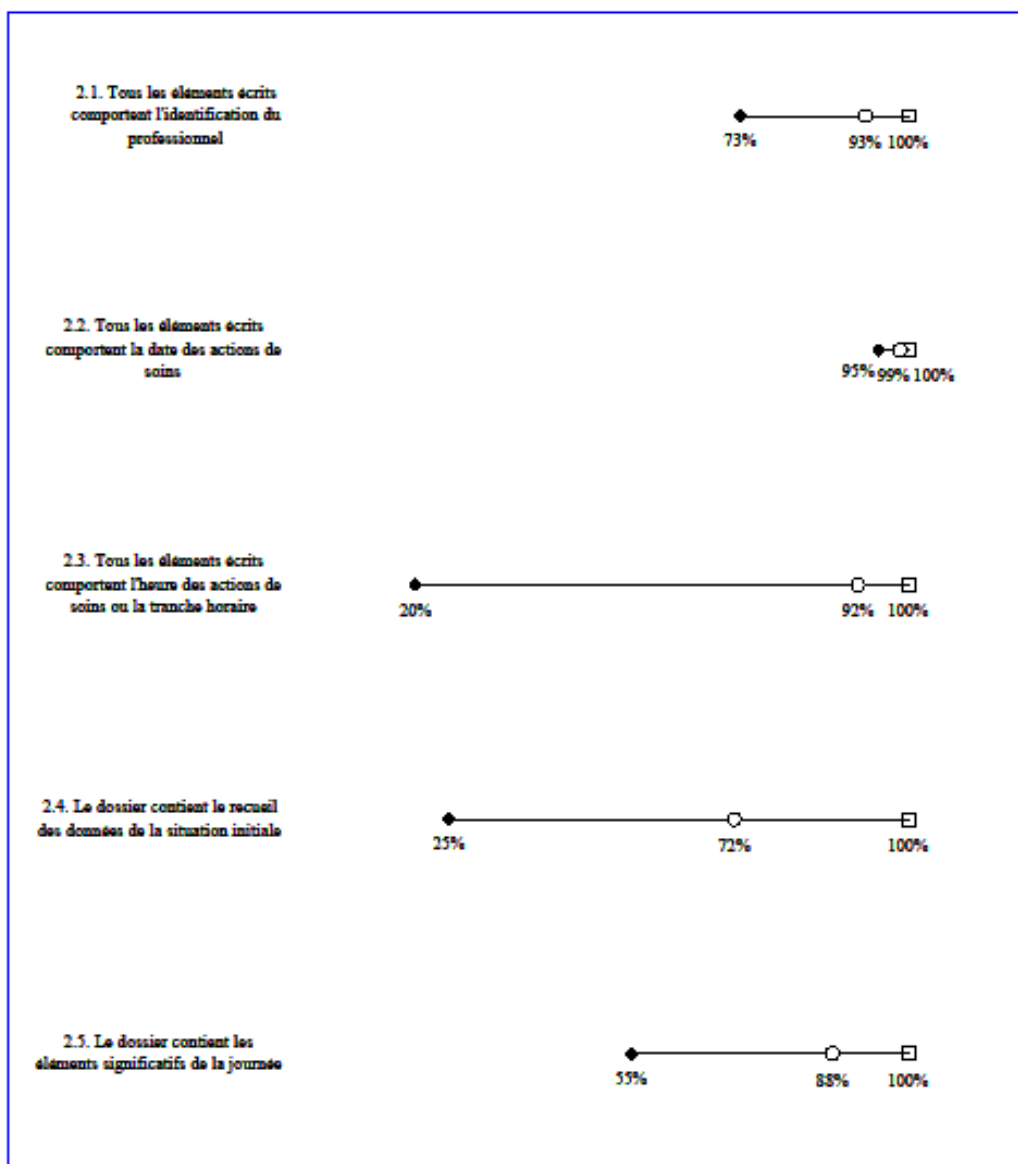 2.1. Tous les éléments écrits
comportent l'identification du
professionnel
73%
93% 100%
2.2. Tous les éléments écrits
comportent la date des actions de
soins
95% 99% 100%
2.3. Tous les éléments écrits
comportent l'heure des actions de
soins ou la tranche horaire
20%
92% 100%
2.4. Le dossier contient le recueil
des données de la situation initiale
25%
72%
100%
2.5. Le dossier contient les
éléments significatifs de la journée
55%
88%
100%